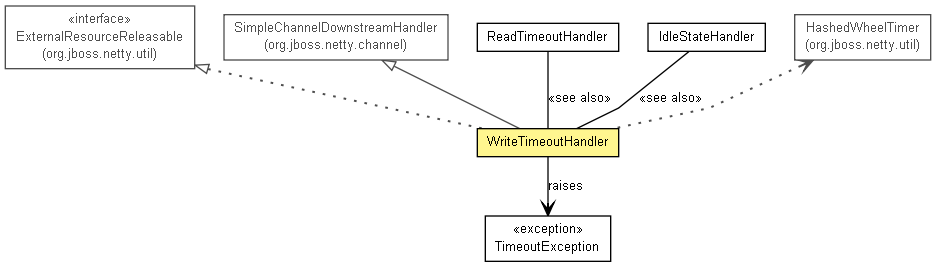 «interface»
ExternalResourceReleasable
(org.jboss.netty.util)
SimpleChannelDownstreamHandler
(org.jboss.netty.channel)
ReadTimeoutHandler
IdleStateHandler
HashedWheelTimer
(org.jboss.netty.util)
«see also»
«see also»
WriteTimeoutHandler
raises
«exception»
TimeoutException